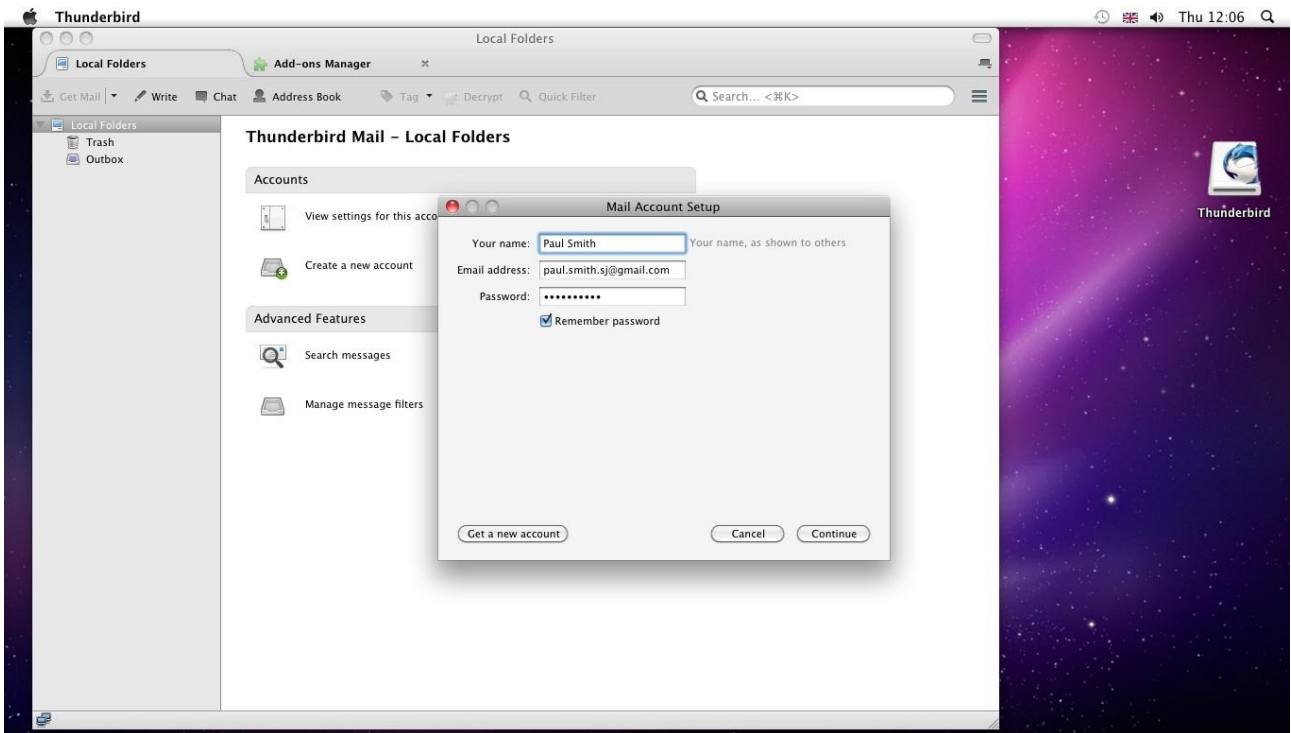 Thunderbird
Thu 12:06
Local Folders
Local Folders
Add-ons Manager
Get Mail
Write
Chat
Address Book
Tag
Decrypt
Quick Filter
Search... <⌘K>
Local Folders
Trash
Outbox
Thunderbird Mail – Local Folders
Accounts
View settings for this acco
Create a new account
Advanced Features
Search messages
Manage message filters
Mail Account Setup
Your name: Paul Smith Your name, as shown to others
Email address: paul.smith.sj@gmail.com
Password: ••••••••••
Remember password
Get a new account
Cancel
Continue
Thunderbird